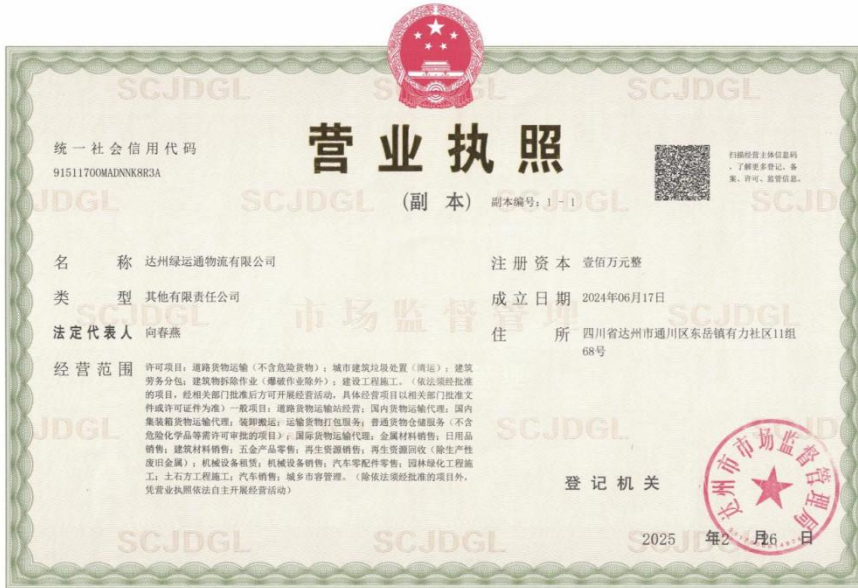 统一社会信用代码
91511700MADNNK8R3A
营业执照
(副 本) 副本编号：1－1
扫描经营主体信息码
，了解更多登记、备
案、许可、监管信息。
名 称 达州绿运通物流有限公司
类 型 其他有限责任公司
法定代表人 向春燕
经营范围 许可项目：道路货物运输（不含危险货物）；城市建筑垃圾处置（清运）；建筑
劳务分包；建筑物拆除作业（爆破作业除外）；建设工程施工。（依法须经批准
的项目，经相关部门批准后方可开展经营活动，具体经营项目以相关部门批准文
件或许可证件为准）一般项目：道路货物运输站经营；国内货物运输代理；国内
集装箱货物运输代理；装卸搬运；运输货物打包服务；普通货物仓储服务（不含
危险化学品等需许可审批的项目）；国际货物运输代理；金属材料销售；日用品
销售；建筑材料销售；五金产品零售；再生资源销售；再生资源回收（除生产性
废旧金属）；机械设备租赁；机械设备销售；汽车零配件零售；园林绿化工程施
工；土石方工程施工；汽车销售；城乡市容管理。（除依法须经批准的项目外，
凭营业执照依法自主开展经营活动）
注册资本 壹佰万元整
成立日期 2024年06月17日
住 所 四川省达州市通川区东岳镇有力社区11组
68号
登记机关
达州市市场监督管理局
2025 年2 月26 日
SCJDGL
市场监督管理